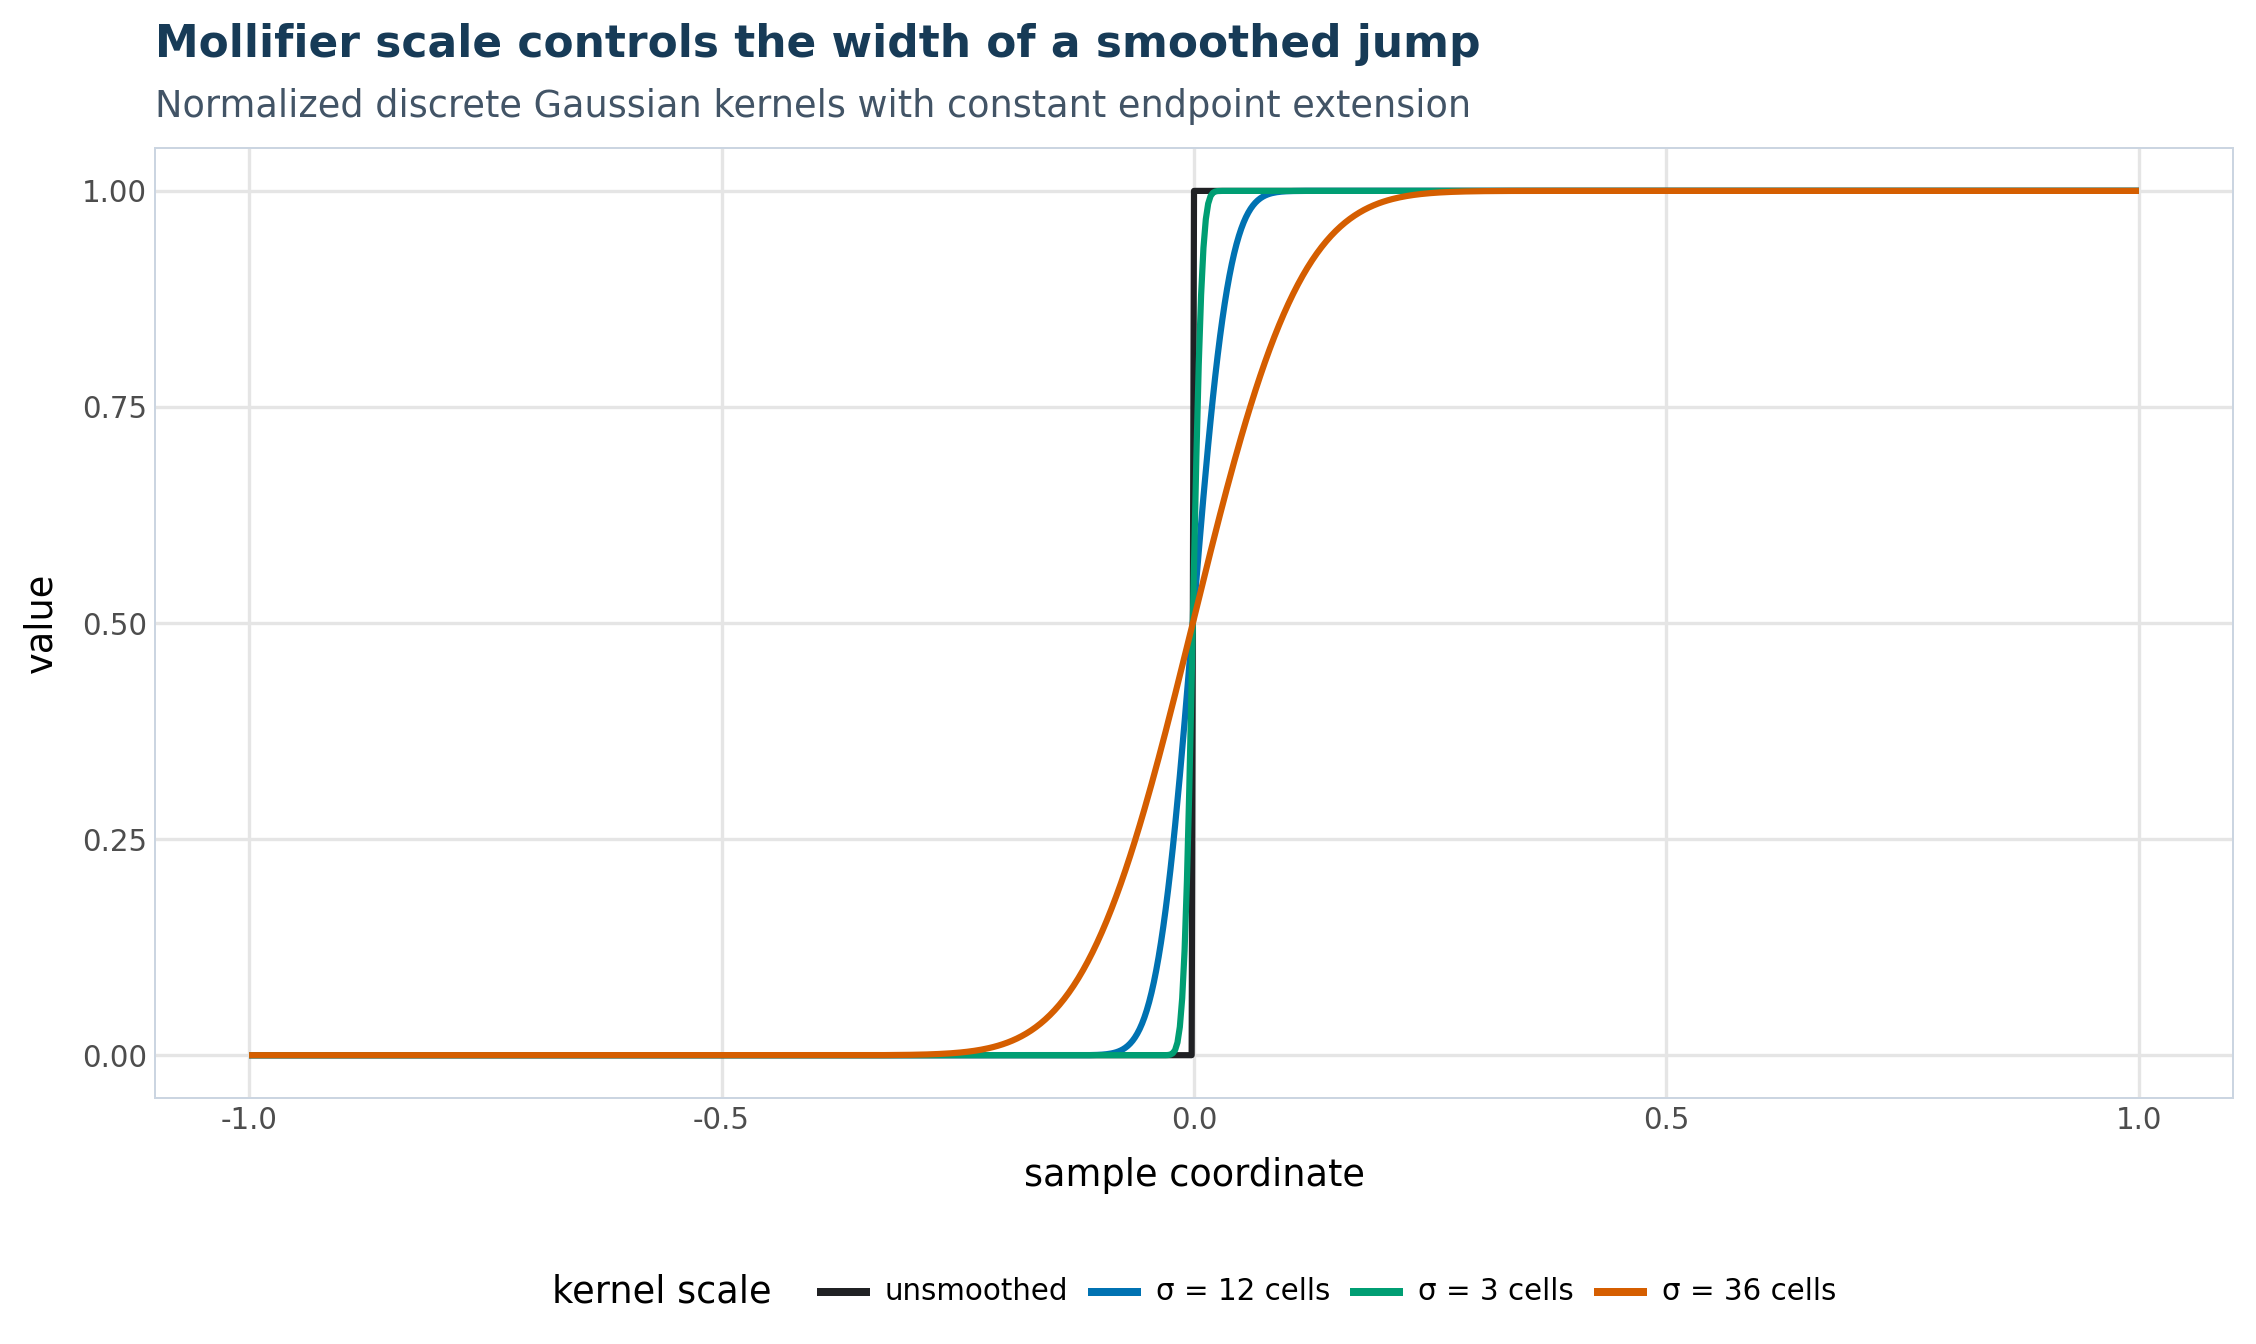 Mollifier scale controls the width of a smoothed jump
Normalized discrete Gaussian kernels with constant endpoint extension
value
1.00
0.75
0.50
0.25
0.00
-1.0 -0.5 0.0 0.5 1.0
sample coordinate
kernel scale unsmoothed σ = 12 cells σ = 3 cells σ = 36 cells